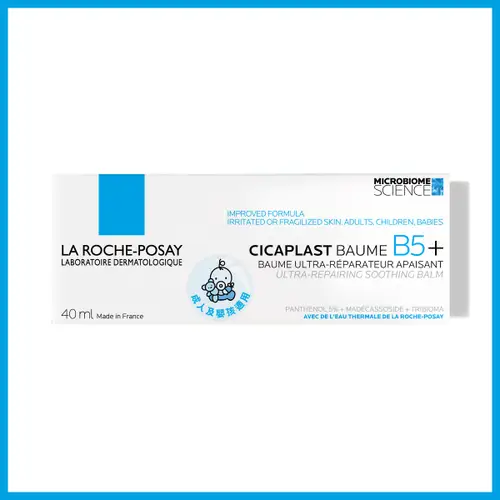 MICROBIOME
SCIENCE
IMPROVED FORMULA
IRRITATED OR FRAGILIZED SKIN, ADULTS, CHILDREN, BABIES
LA ROCHE-POSAY
LABORATOIRE DERMATOLOGIQUE
CICAPLAST BAUME B5+
BAUME ULTRA-RÉPARATEUR APAISANT
ULTRA-REPAIRING SOOTHING BALM
成人及嬰孩適用
40 ml Made in France
PANTHENOL 5% + MADECASSOSIDE + TRIBIOMA
AVEC DE L'EAU THERMALE DE LA ROCHE-POSAY